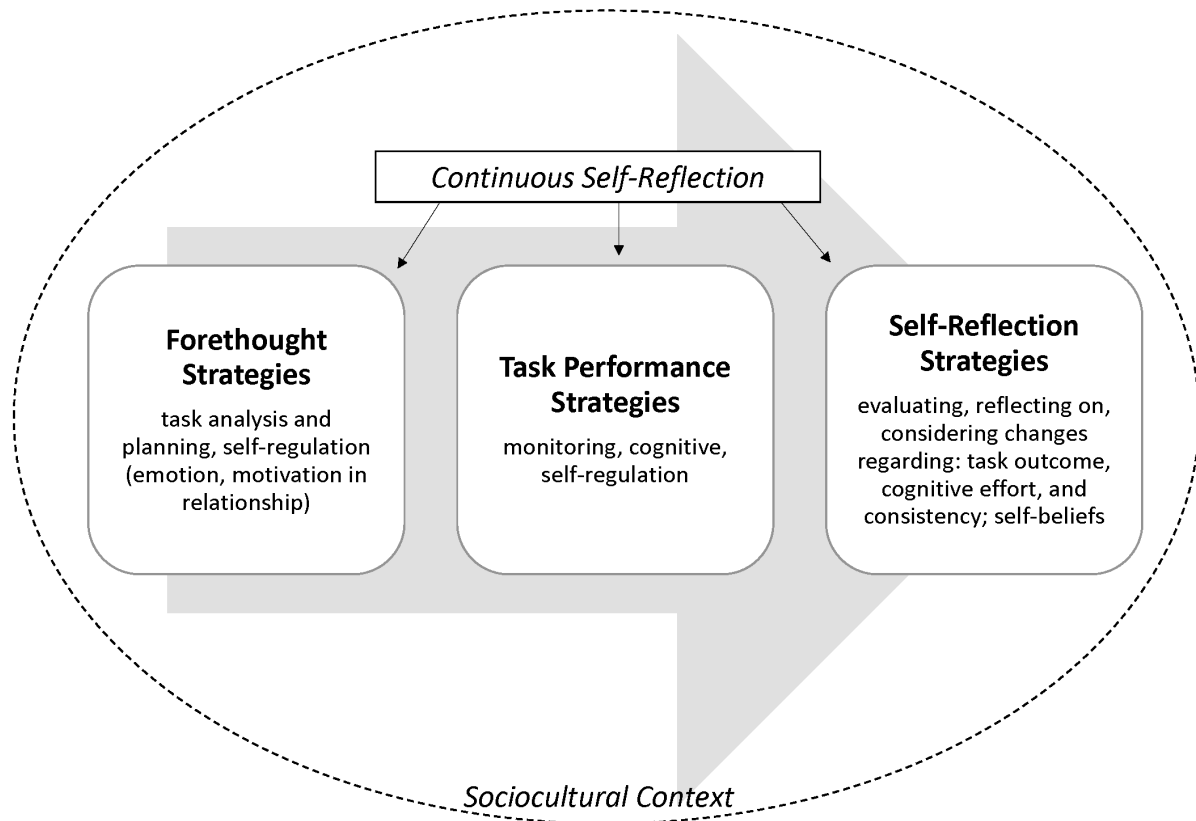 Continuous Self-Reflection
Forethought
Strategies
task analysis and
planning, self-regulation
(emotion, motivation in
relationship)
Task Performance
Strategies
monitoring, cognitive,
self-regulation
Self-Reflection
Strategies
evaluating, reflecting on,
considering changes
regarding: task outcome,
cognitive effort, and
consistency; self-beliefs
Sociocultural Context